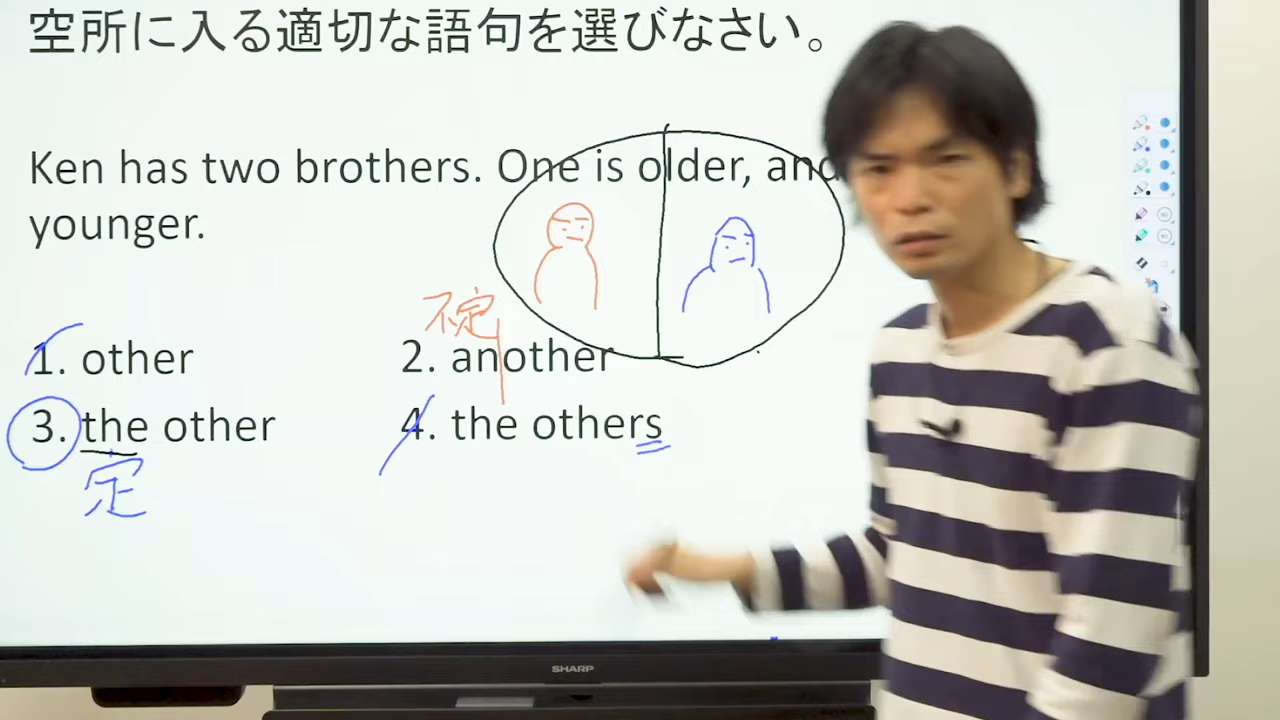 空所に入る適切な語句を選びなさい。
Ken has two brothers. One is older, and
younger.
不定
1. other
2. another
3. the other
4. the others
定
SHARP